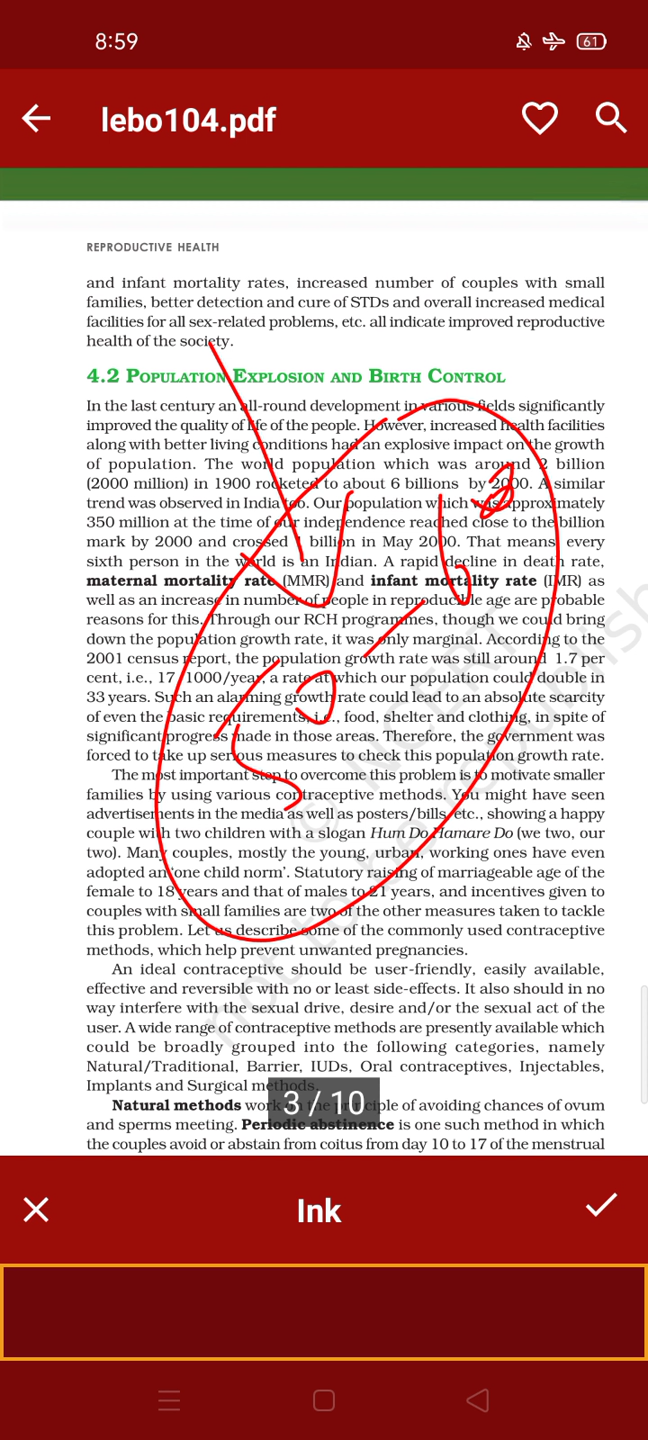 8:59
61
lebo104.pdf
REPRODUCTIVE HEALTH
and infant mortality rates, increased number of couples with small
families, better detection and cure of STDs and overall increased medical
facilities for all sex-related problems, etc. all indicate improved reproductive
health of the society.
4.2 POPULATION EXPLOSION AND BIRTH CONTROL
In the last century an all-round development in various fields significantly
improved the quality of life of the people. However, increased health facilities
along with better living conditions had an explosive impact on the growth
of population. The world population which was around 2 billion
(2000 million) in 1900 rocketed to about 6 billions by 2000. A similar
trend was observed in India too. Our population which was approximately
350 million at the time of our independence reached close to the billion
mark by 2000 and crossed 1 billion in May 2000. That means every
sixth person in the world is an Indian. A rapid decline in death rate,
maternal mortality rate (MMR) and infant mortality rate (IMR) as
well as an increase in number of people in reproducible age are probable
reasons for this. Through our RCH programmes, though we could bring
down the population growth rate, it was only marginal. According to the
2001 census report, the population growth rate was still around 1.7 per
cent, i.e., 17/1000/year, a rate at which our population could double in
33 years. Such an alarming growth rate could lead to an absolute scarcity
of even the basic requirements, i.e., food, shelter and clothing, in spite of
significant progress made in those areas. Therefore, the government was
forced to take up serious measures to check this population growth rate.
The most important step to overcome this problem is to motivate smaller
families by using various contraceptive methods. You might have seen
advertisements in the media as well as posters/bills, etc., showing a happy
couple with two children with a slogan Hum Do Hamare Do (we two, our
two). Many couples, mostly the young, urban, working ones have even
adopted an 'one child norm'. Statutory raising of marriageable age of the
female to 18 years and that of males to 21 years, and incentives given to
couples with small families are two of the other measures taken to tackle
this problem. Let us describe some of the commonly used contraceptive
methods, which help prevent unwanted pregnancies.
An ideal contraceptive should be user-friendly, easily available,
effective and reversible with no or least side-effects. It also should in no
way interfere with the sexual drive, desire and/or the sexual act of the
user. A wide range of contraceptive methods are presently available which
could be broadly grouped into the following categories, namely
Natural/Traditional, Barrier, IUDs, Oral contraceptives, Injectables,
Implants and Surgical methods.
Natural methods work on the principle of avoiding chances of ovum
and sperms meeting. Periodic abstinence is one such method in which
the couples avoid or abstain from coitus from day 10 to 17 of the menstrual
3 / 10
© NCERT
not to be republish
Ink